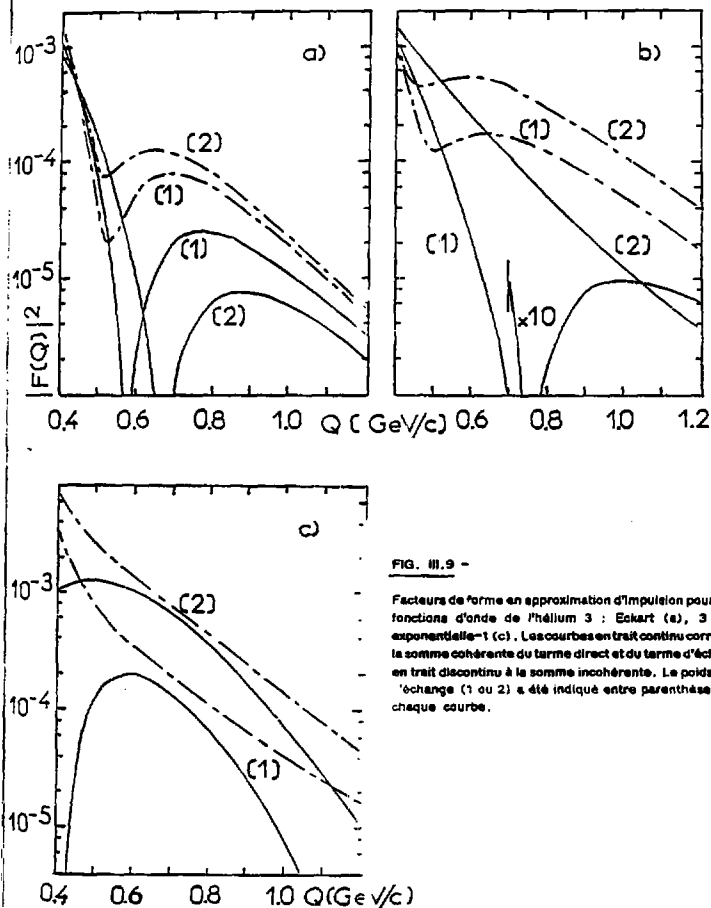 a)
b)
10⁻³
(2)
(1)
(1)
(2)
10⁻⁴
(1)
(2)
(1)
(2)
10⁻⁵
×10
|F(Q)|²
0.4 0.6 0.8 1.0 Q (GeV/c) 0.4 0.6 0.8 1.0 1.2
c)
10⁻³
(2)
10⁻⁴
(1)
10⁻⁵
0.4 0.6 0.8 1.0 Q(GeV/c)
FIG. III.9 -
Facteurs de forme en approximation d'impulsion pour
fonctions d'onde de l'hélium 3 : Eckart (a), 3
exponentielle-1 (c). Les courbes en trait continu corr
la somme cohérente du terme direct et du terme d'éc
en trait discontinu à la somme incohérente. Le poids
'échange (1 ou 2) a été indiqué entre parenthèse
chaque courbe.